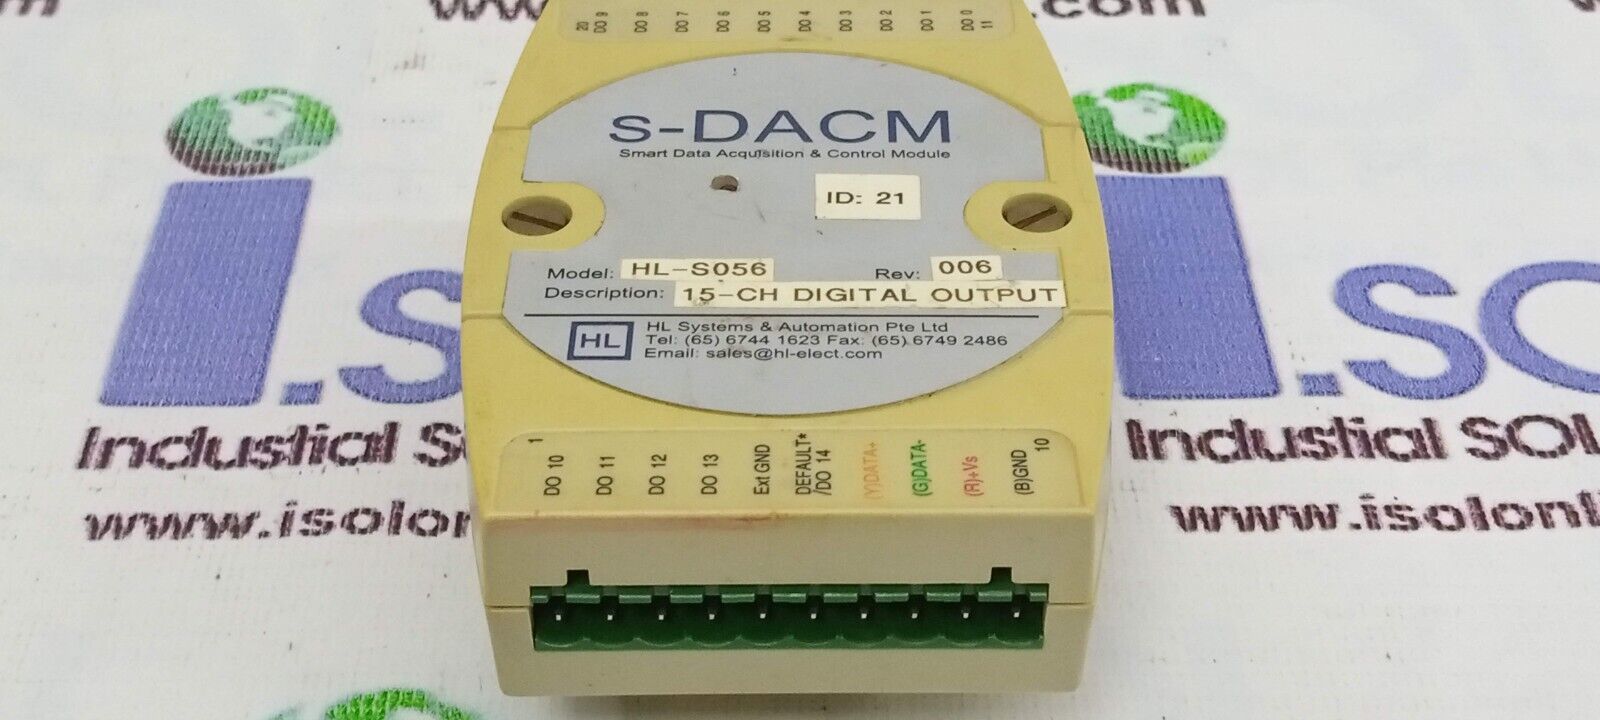 .com
20 DO 9 DO 8 DO 7 DO 6 DO 5 DO 4 DO 3 DO 2 DO 1 DO 0 11
s-DACM
Smart Data Acquisition & Control Module
ID: 21
Model: HL-S056 Rev: 006
Description: 15-CH DIGITAL OUTPUT
HL
HL Systems & Automation Pte Ltd
Tel: (65) 6744 1623 Fax: (65) 6749 2486
Email: sales@hl-elect.com
1 10
DO 10 DO 11 DO 12 DO 13 Ext GND DEFAULT* /DO 14 (Y)DATA+ (G)DATA- (R)+Vs (B)GND
i.s
Industial S
www.isolon
i.so
Industial SOL
www.isolonl